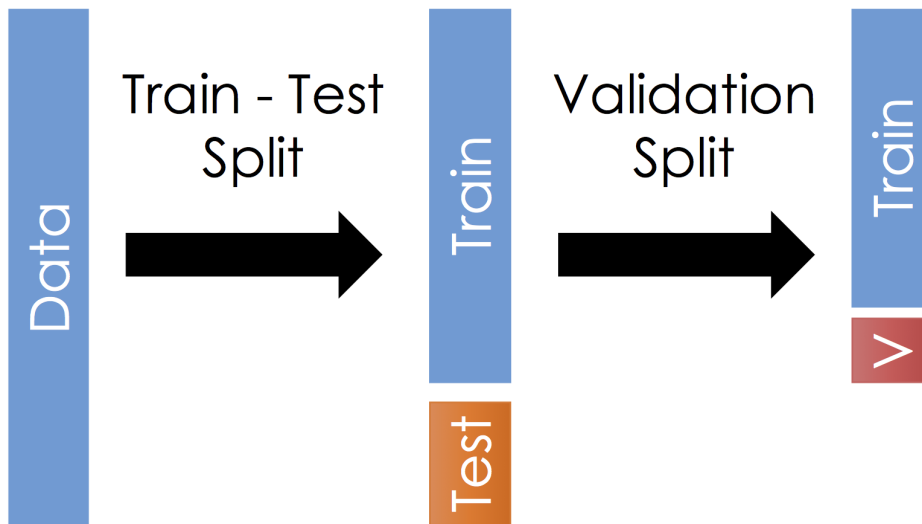 Data
Train - Test
Split
Train
Test
Validation
Split
Train
V